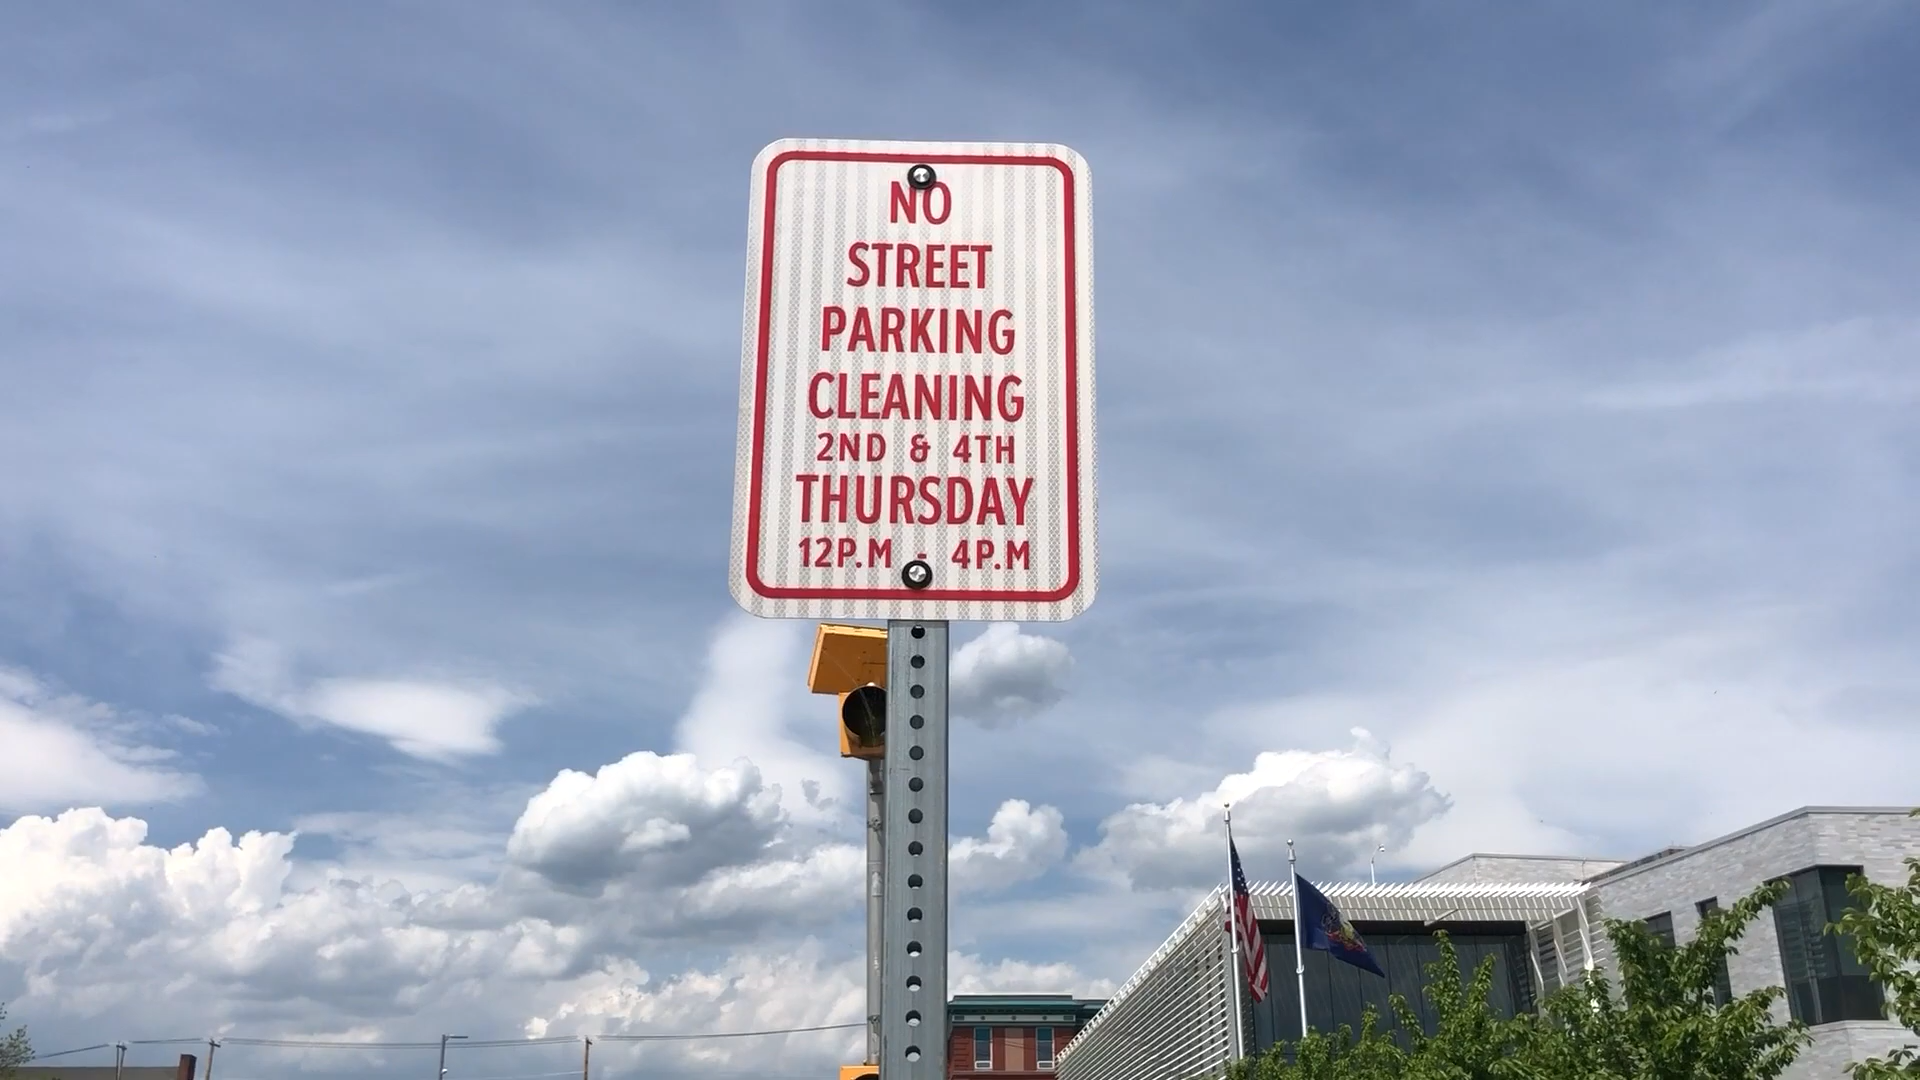 NO
STREET
PARKING
CLEANING
2ND & 4TH
THURSDAY
12P.M - 4P.M